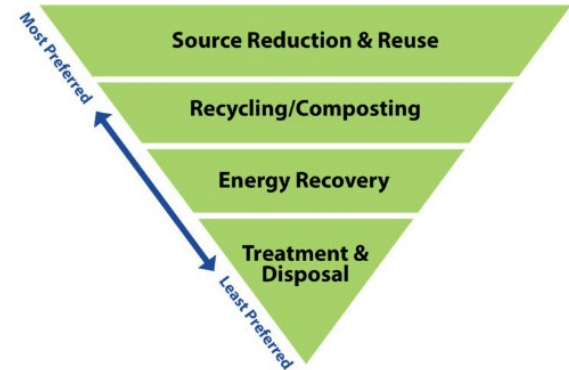 Most Preferred
Source Reduction & Reuse
Recycling/Composting
Energy Recovery
Treatment &
Disposal
Least Preferred